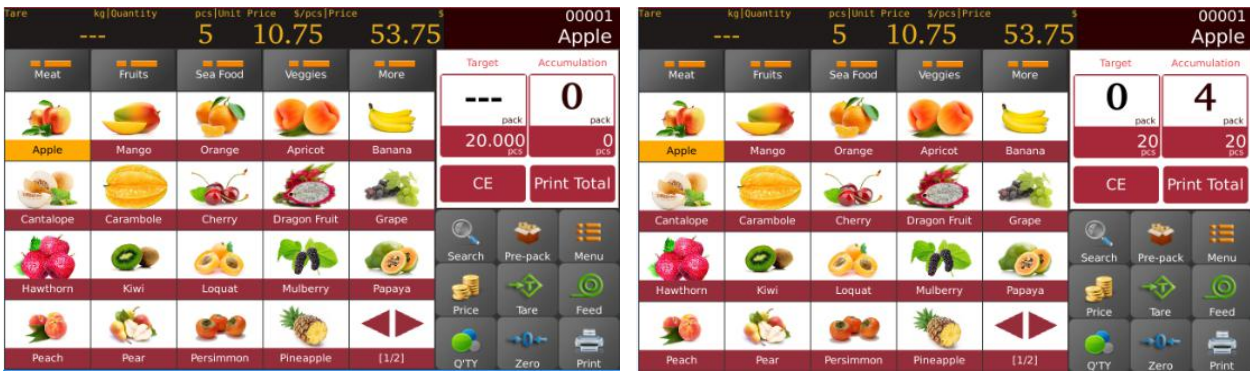 Tare kg|Quantity pcs|Unit Price $/pcs|Price $
--- 5 10.75 53.75
00001
Apple
Meat Fruits Sea Food Veggies More
Target Accumulation
--- 0
pack pack
20.000 0
pcs pcs
Apple Mango Orange Apricot Banana
CE Print Total
Cantalope Carambole Cherry Dragon Fruit Grape
Search Pre-pack Menu
Hawthorn Kiwi Loquat Mulberry Papaya
Price Tare Feed
Peach Pear Persimmon Pineapple [1/2]
Q'TY Zero Print
Tare kg|Quantity pcs|Unit Price $/pcs|Price $
--- 5 10.75 53.75
00001
Apple
Meat Fruits Sea Food Veggies More
Target Accumulation
0 4
pack pack
20 20
pcs pcs
Apple Mango Orange Apricot Banana
CE Print Total
Cantalope Carambole Cherry Dragon Fruit Grape
Search Pre-pack Menu
Hawthorn Kiwi Loquat Mulberry Papaya
Price Tare Feed
Peach Pear Persimmon Pineapple [1/2]
Q'TY Zero Print